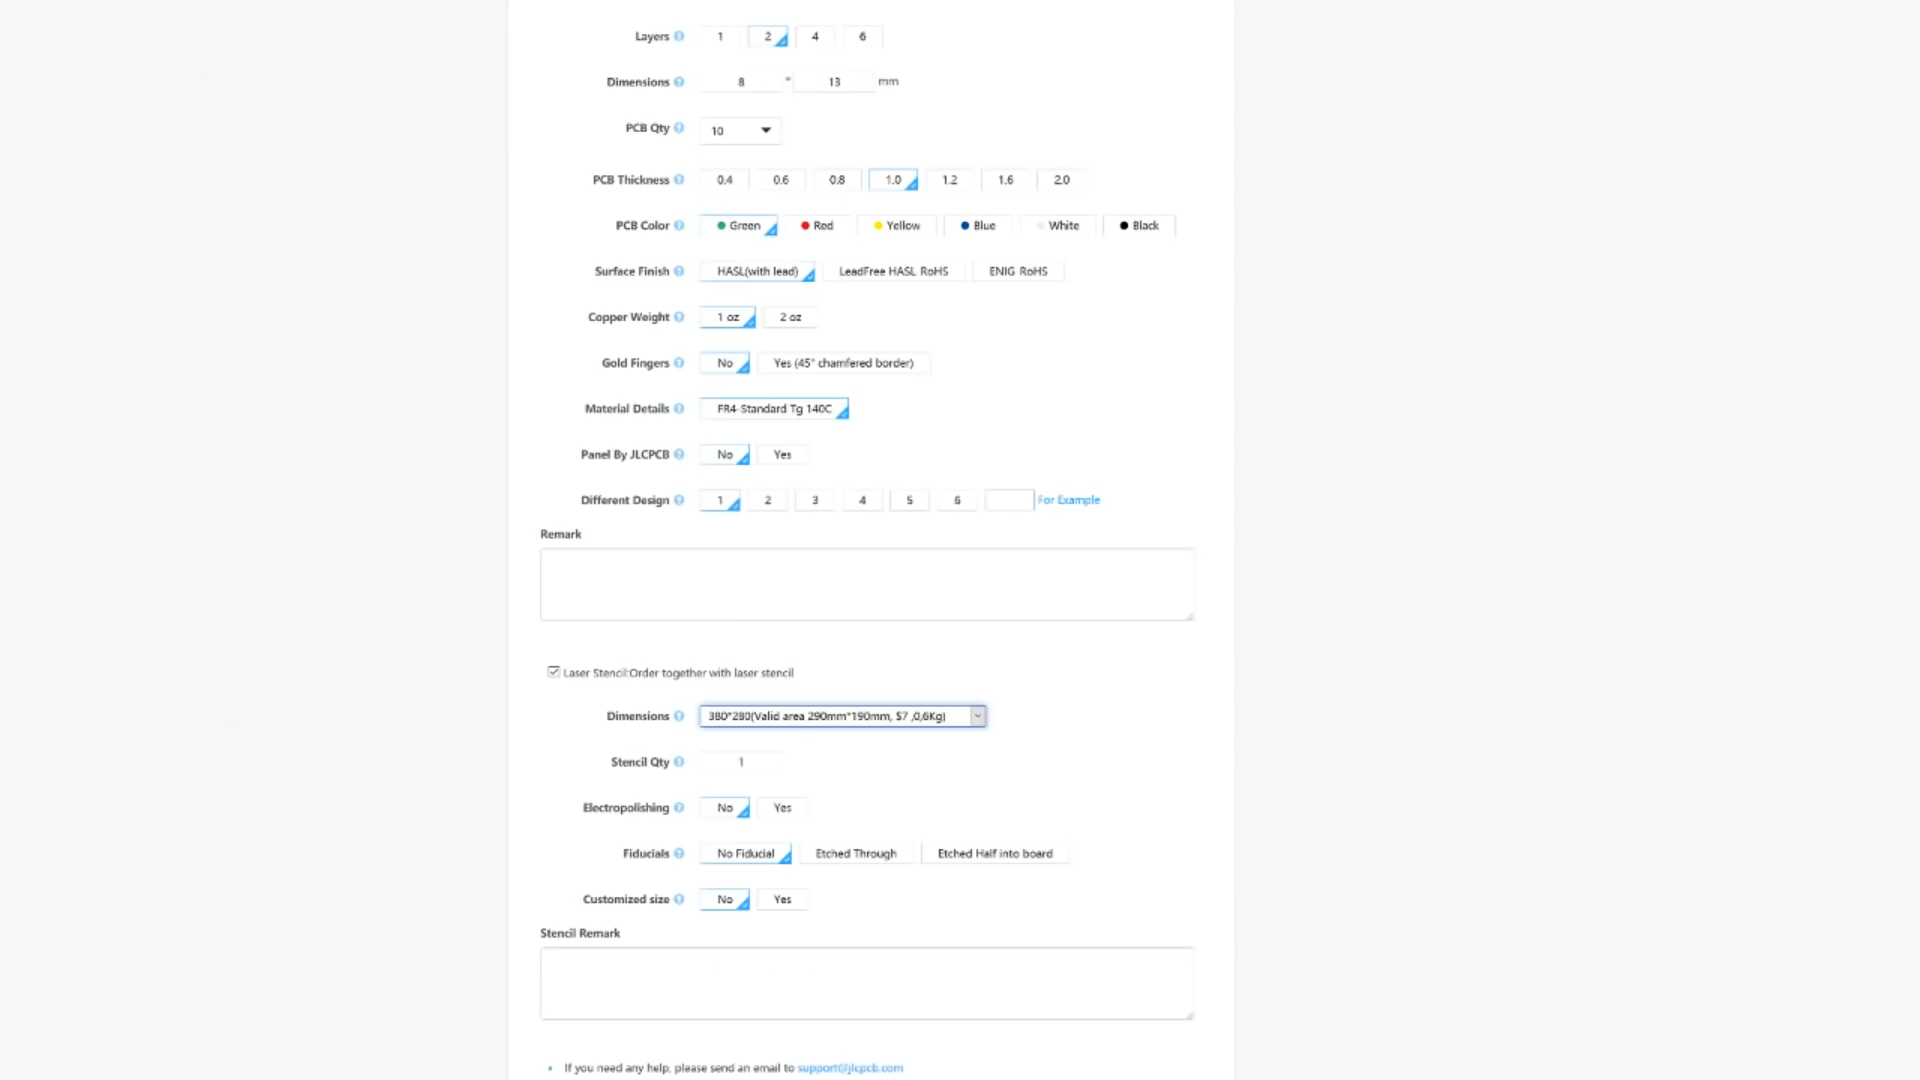 Layers 1 2 4 6
Dimensions 8 * 13 mm
PCB Qty 10
PCB Thickness 0.4 0.6 0.8 1.0 1.2 1.6 2.0
PCB Color Green Red Yellow Blue White Black
Surface Finish HASL(with lead) LeadFree HASL RoHS ENIG RoHS
Copper Weight 1 oz 2 oz
Gold Fingers No Yes (45° chamfered border)
Material Details FR4-Standard Tg 140C
Panel By JLCPCB No Yes
Different Design 1 2 3 4 5 6 For Example
Remark
Laser Stencil:Order together with laser stencil
Dimensions 380*280(Valid area 290mm*190mm, $7 ,0,6Kg)
Stencil Qty 1
Electropolishing No Yes
Fiducials No Fiducial Etched Through Etched Half into board
Customized size No Yes
Stencil Remark
• If you need any help, please send an email to support@jlcpcb.com